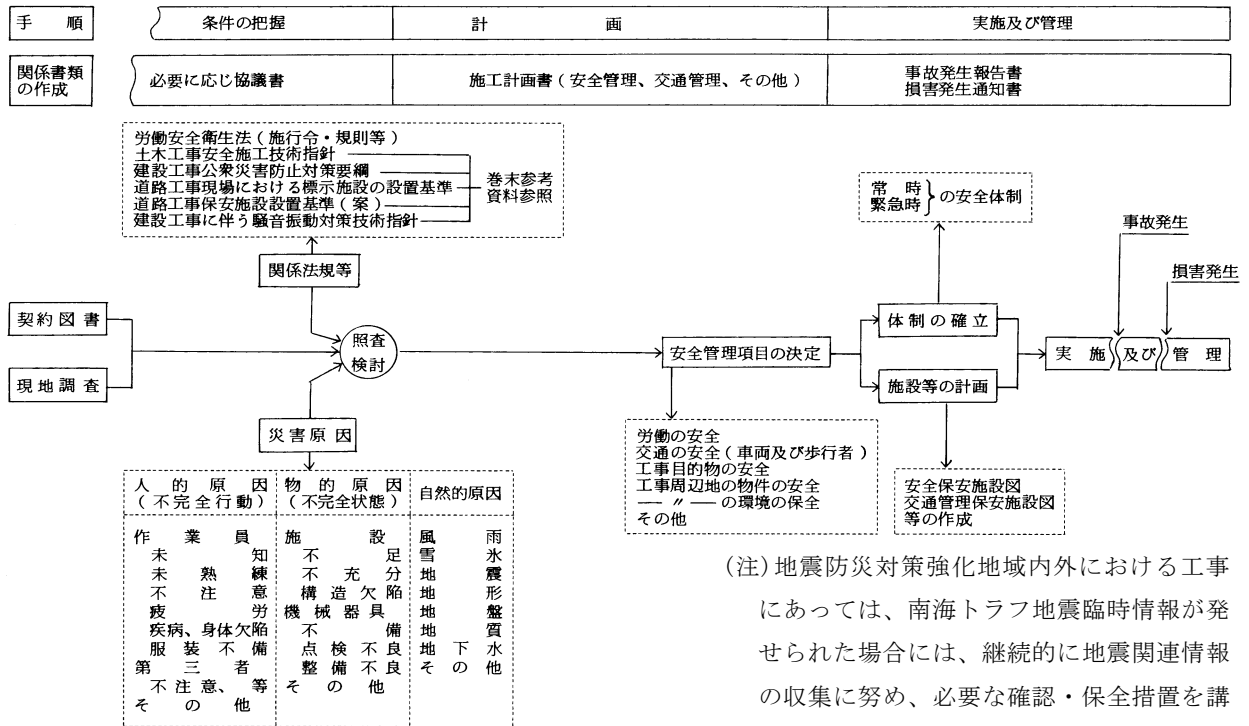 手順 条件の把握 計画 実施及び管理
関係書類の作成 必要に応じ協議書 施工計画書(安全管理、交通管理、その他) 事故発生報告書
損害発生通知書
労働安全衛生法(施行令・規則等)
土木工事安全施工技術指針
建設工事公衆災害防止対策要綱
道路工事現場における標示施設の設置基準
道路工事保安施設設置基準(案)
建設工事に伴う騒音振動対策技術指針
巻末参考
資料参照
関係法規等
契約図書
現地調査
照査
検討
災害原因
人的原因
(不完全行動)
作業員
未知
未熟練
不注意
疲労
疾病、身体欠陥
服装不備
第三者
不注意、等
その他
物的原因
(不完全状態)
施設
不足
不充分
構造欠陥
機械器具
不備
点検不良
整備不良
その他
自然的原因
風雨
雪氷
地震
地形
地盤
地質
地下水
その他
安全管理項目の決定
労働の安全
交通の安全(車両及び歩行者)
工事目的物の安全
工事周辺地の物件の安全
― 〃 ―の環境の保全
その他
常時
緊急時
}の安全体制
体制の確立
施設等の計画
安全保安施設図
交通管理保安施設図
等の作成
事故発生
損害発生
実施及び管理
(注)地震防災対策強化地域内外における工事
にあっては、南海トラフ地震臨時情報が発
せられた場合には、継続的に地震関連情報
の収集に努め、必要な確認・保全措置を講